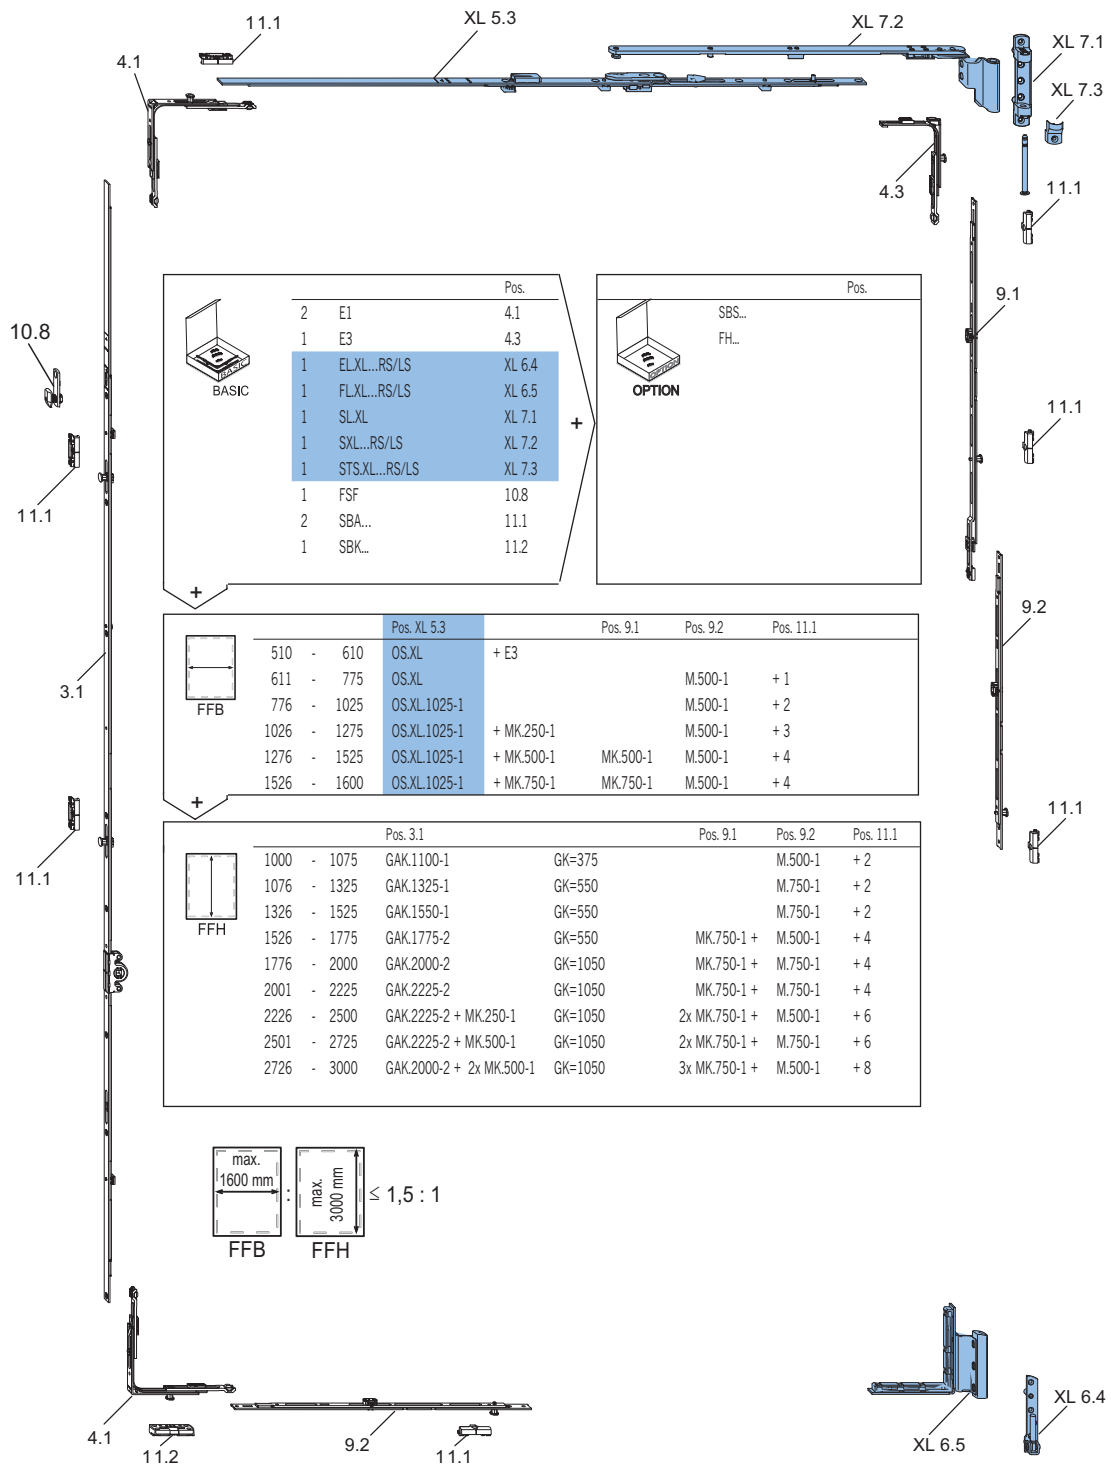 11.1
XL 5.3
XL 7.2
XL 7.1
4.1
XL 7.3
4.3
11.1
Pos.
2 E1 4.1
1 E3 4.3
1 EL.XL...RS/LS XL 6.4
1 FL.XL...RS/LS XL 6.5
1 SL.XL XL 7.1
1 SXL...RS/LS XL 7.2
1 STS.XL...RS/LS XL 7.3
1 FSF 10.8
2 SBA... 11.1
1 SBK... 11.2
BASIC
BASIC
+
Pos.
SBS...
FH...
OPTION
OPTION
9.1
10.8
11.1
11.1
+
9.2
3.1
Pos. XL 5.3 Pos. 9.1 Pos. 9.2 Pos. 11.1
510 - 610 OS.XL + E3
611 - 775 OS.XL M.500-1 + 1
776 - 1025 OS.XL.1025-1 M.500-1 + 2
1026 - 1275 OS.XL.1025-1 + MK.250-1 M.500-1 + 3
1276 - 1525 OS.XL.1025-1 + MK.500-1 MK.500-1 M.500-1 + 4
1526 - 1600 OS.XL.1025-1 + MK.750-1 MK.750-1 M.500-1 + 4
FFB
+
11.1
11.1
Pos. 3.1 Pos. 9.1 Pos. 9.2 Pos. 11.1
1000 - 1075 GAK.1100-1 GK=375 M.500-1 + 2
1076 - 1325 GAK.1325-1 GK=550 M.750-1 + 2
1326 - 1525 GAK.1550-1 GK=550 M.750-1 + 2
1526 - 1775 GAK.1775-2 GK=550 MK.750-1 + M.500-1 + 4
1776 - 2000 GAK.2000-2 GK=1050 MK.750-1 + M.750-1 + 4
2001 - 2225 GAK.2225-2 GK=1050 MK.750-1 + M.750-1 + 4
2226 - 2500 GAK.2225-2 + MK.250-1 GK=1050 2x MK.750-1 + M.500-1 + 6
2501 - 2725 GAK.2225-2 + MK.500-1 GK=1050 2x MK.750-1 + M.750-1 + 6
2726 - 3000 GAK.2000-2 + 2x MK.500-1 GK=1050 3x MK.750-1 + M.500-1 + 8
FFH
max.
1600 mm
FFB
:
max.
3000 mm
FFH
≤ 1,5 : 1
4.1
11.2
9.2
11.1
XL 6.5
XL 6.4